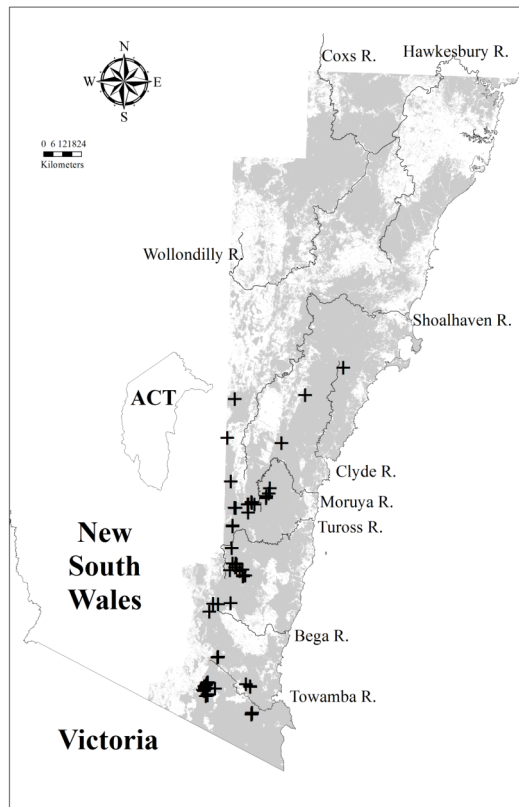 Coxs R.
Hawkesbury R.
N
W
E
S
0 6 121824
Kilometers
Wollondilly R.
Shoalhaven R.
ACT
Clyde R.
Moruya R.
Tuross R.
New
South
Wales
Bega R.
Towamba R.
Victoria